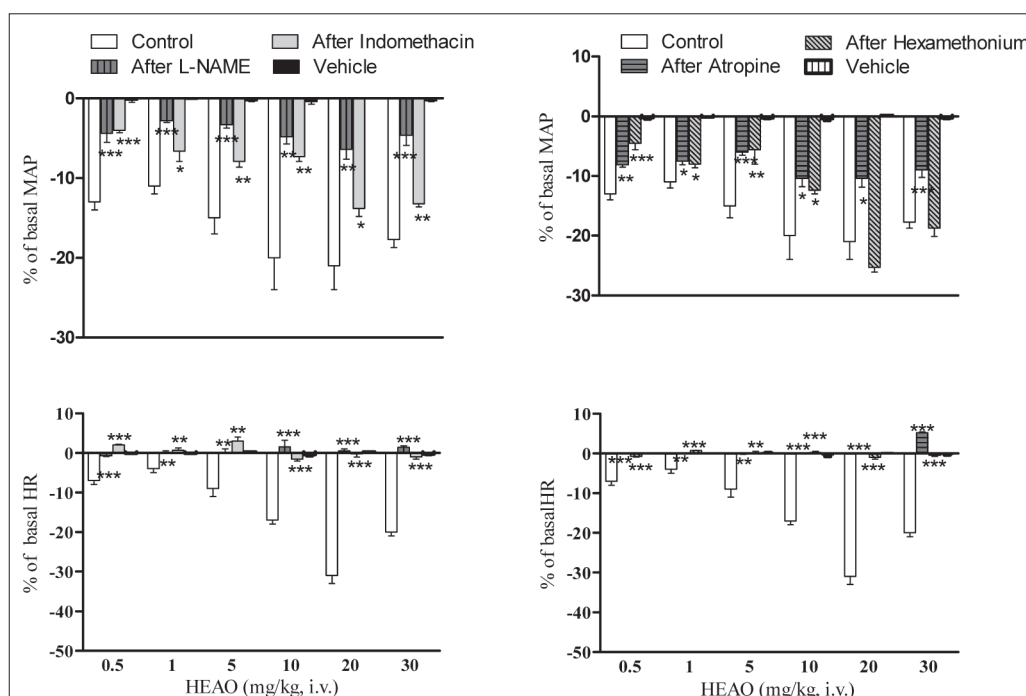 Control
After Indomethacin
After L-NAME
Vehicle
% of basal MAP
0
-10
-20
-30
*** *** *** * *** ** ** ** ** * *** **
% of basal HR
10
0
-10
-20
-30
-40
-50
*** *** ** ** ** ** *** *** *** *** *** ***
0.5 1 5 10 20 30
HEAO (mg/kg, i.v.)
Control
After Hexamethonium
After Atropine
Vehicle
% of basal MAP
0
-10
-20
-30
** *** * * *** ** * * * ***
% of basalHR
10
0
-10
-20
-30
-40
-50
*** *** ** *** ** ** *** *** *** *** *** ***
0.5 1 5 10 20 30
HEAO (mg/kg, i.v.)